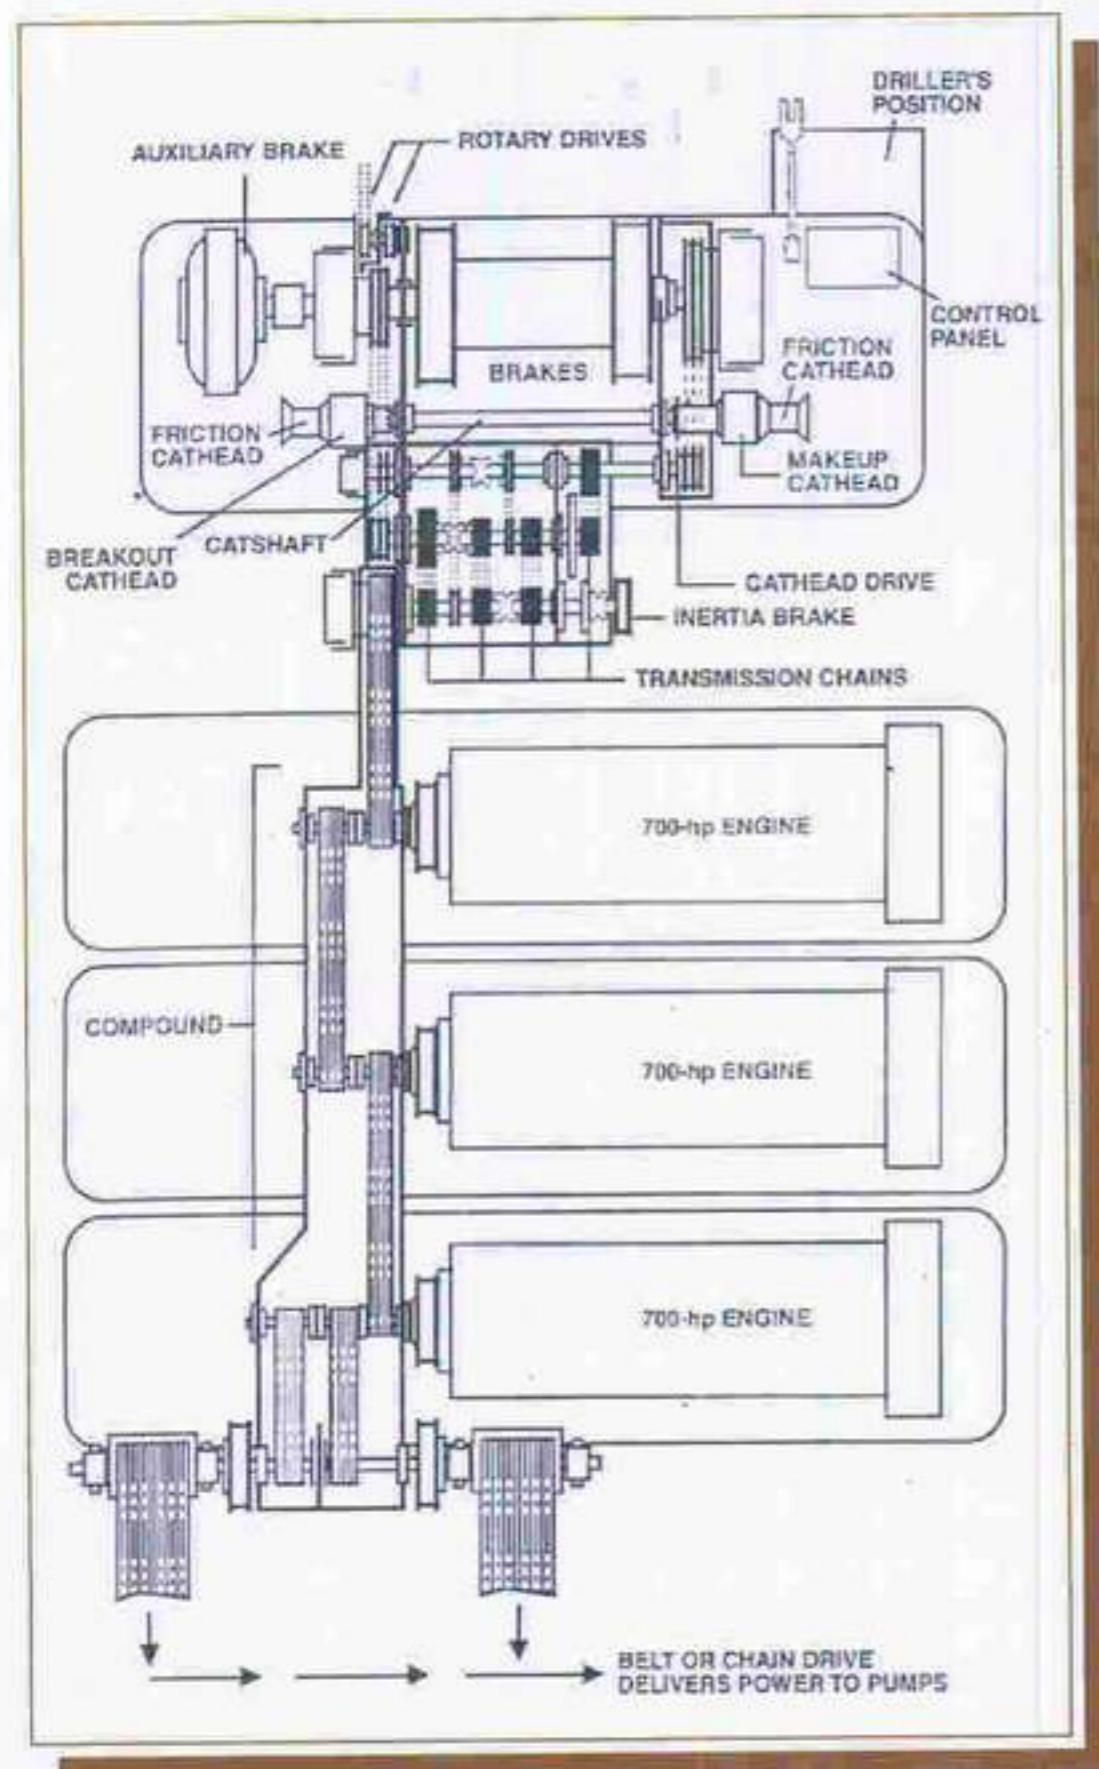 DRILLER'S
POSITION
ROTARY DRIVES
AUXILIARY BRAKE
CONTROL
PANEL
FRICTION
CATHEAD
BRAKES
FRICTION
CATHEAD
MAKEUP
CATHEAD
BREAKOUT
CATHEAD
CATSHAFT
CATHEAD DRIVE
INERTIA BRAKE
TRANSMISSION CHAINS
700-hp ENGINE
COMPOUND
700-hp ENGINE
700-hp ENGINE
BELT OR CHAIN DRIVE
DELIVERS POWER TO PUMPS